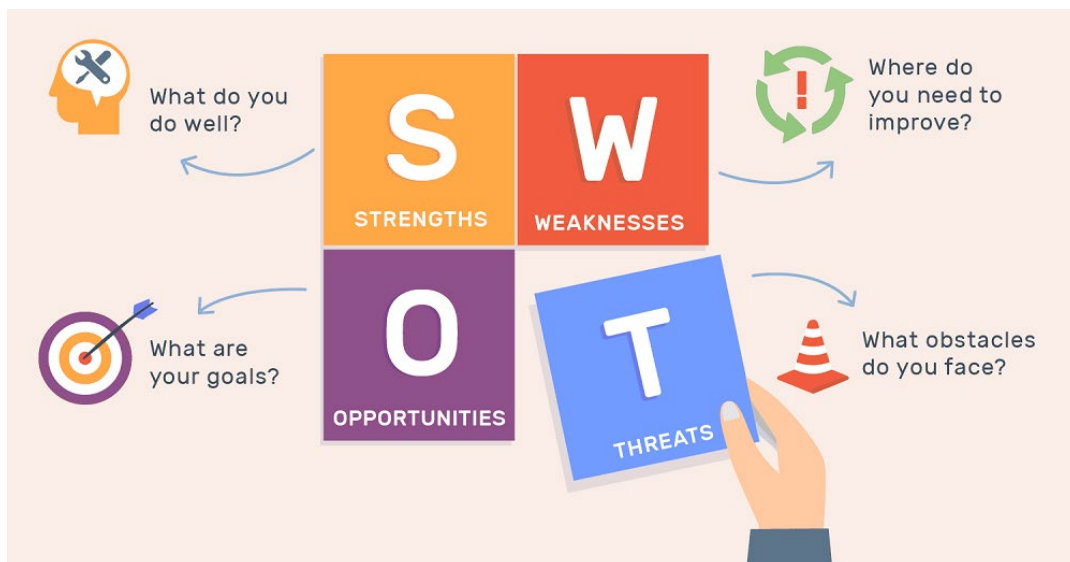 What do you
do well?
S
STRENGTHS
W
WEAKNESSES
Where do
you need to
improve?
What are
your goals?
O
OPPORTUNITIES
T
THREATS
What obstacles
do you face?